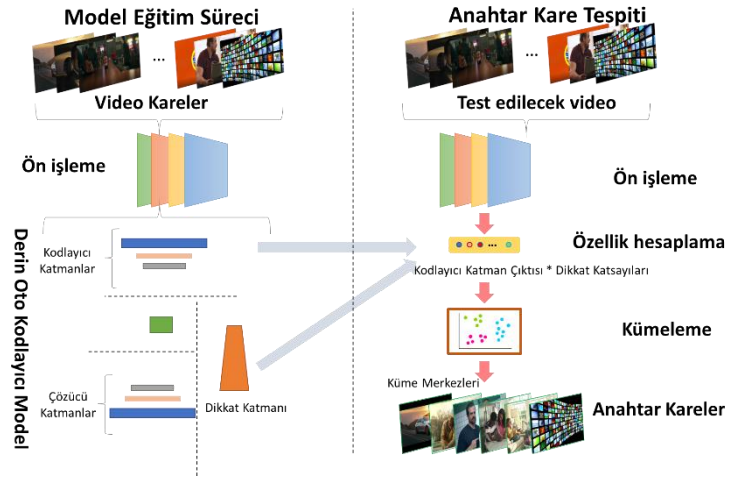 Model Eğitim Süreci
...
Video Kareler
Ön işleme
Derin Oto Kodlayıcı Model
Kodlayıcı
Katmanlar
Çözücü
Katmanlar
Dikkat Katmanı
Anahtar Kare Tespiti
...
Test edilecek video
Ön işleme
...
Özellik hesaplama
Kodlayıcı Katman Çıktısı * Dikkat Katsayıları
Kümeleme
Küme Merkezleri
Anahtar Kareler